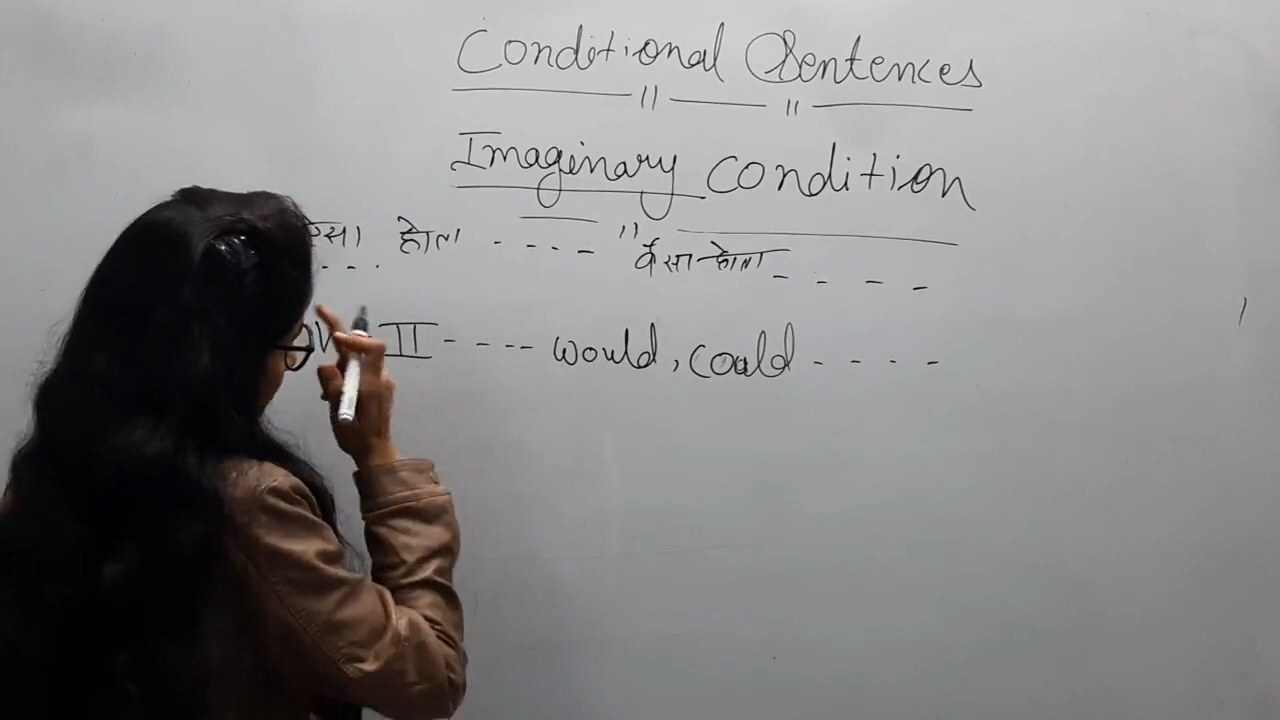 Conditional Sentences
Imaginary condition
होता - - - - वैसा होता - - - -
II - - - - would, could - - - -